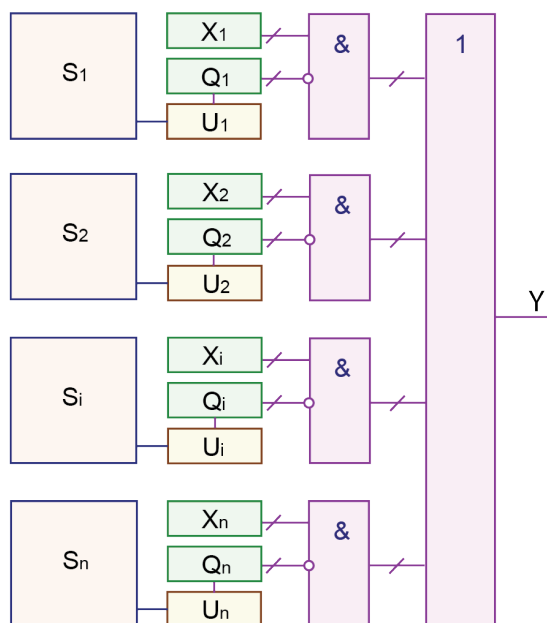 S₁
X₁
Q₁
U₁
&
1
S₂
X₂
Q₂
U₂
&
Y
Sᵢ
Xᵢ
Qᵢ
Uᵢ
&
Sₙ
Xₙ
Qₙ
Uₙ
&